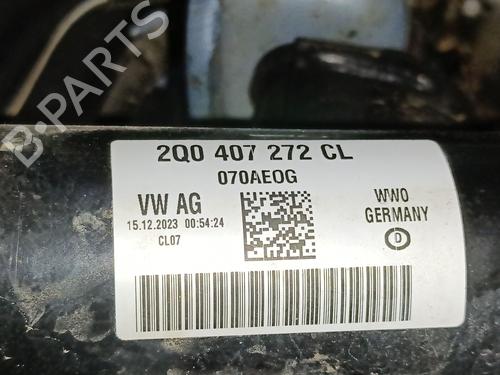 B-PARTS
2Q0 407 272 CL
070AEOG
VW AG
15.12.2023 00:54:24
CL07
WWO
GERMANY
D